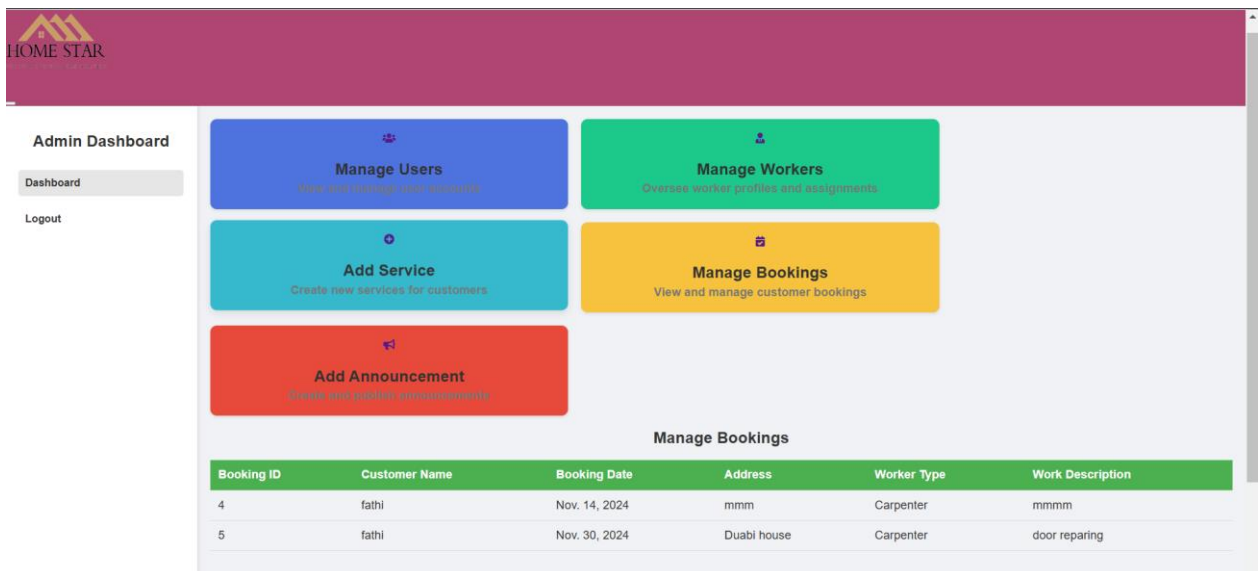 HOME STAR
Admin Dashboard
Dashboard
Logout
Manage Users
View and manage user accounts
Manage Workers
Oversee worker profiles and assignments
Add Service
Create new services for customers
Manage Bookings
View and manage customer bookings
Add Announcement
Create and publish announcements
Manage Bookings
Booking ID Customer Name Booking Date Address Worker Type Work Description
4 fathi Nov. 14, 2024 mmm Carpenter mmmm
5 fathi Nov. 30, 2024 Duabi house Carpenter door reparing